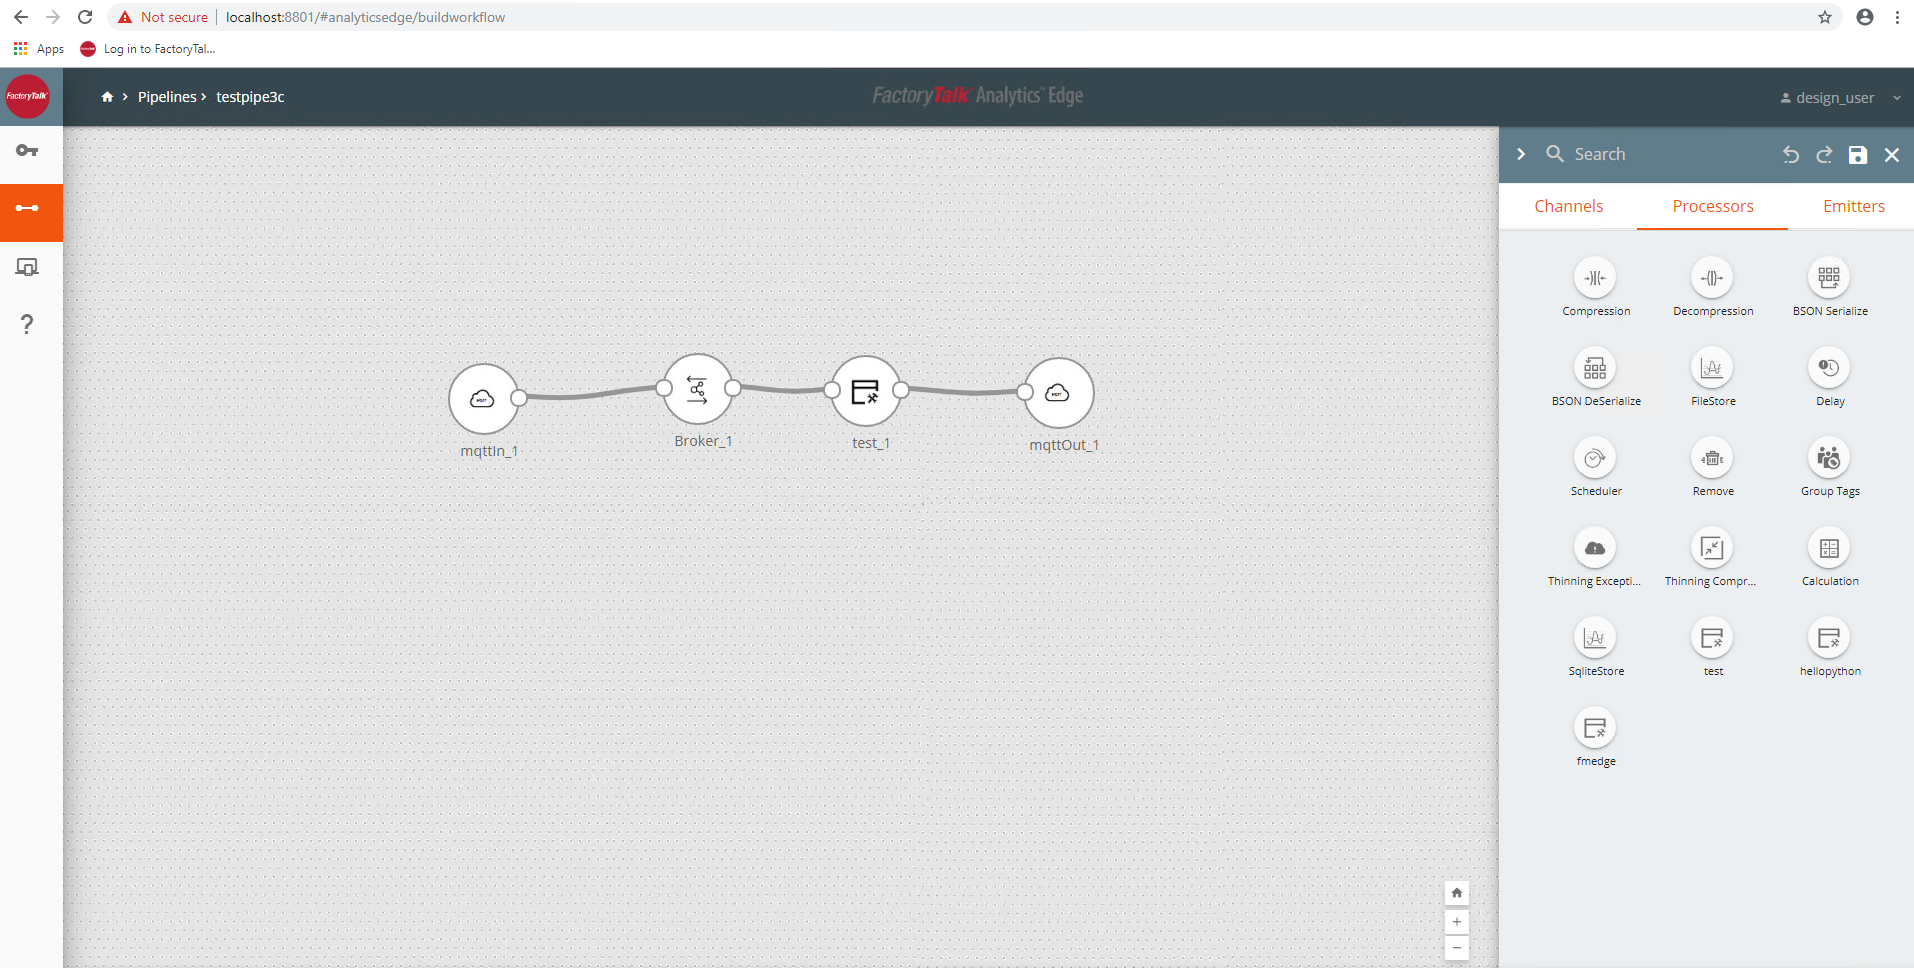 Not secure localhost:8801/#analyticsedge/buildworkflow
Apps Log in to FactoryTal...
FactoryTalk
Pipelines testpipe3c
FactoryTalk Analytics Edge
design_user
Search
Channels Processors Emitters
Compression Decompression BSON Serialize
BSON DeSerialize FileStore Delay
Scheduler Remove Group Tags
Thinning Excepti... Thinning Compr... Calculation
SqliteStore test hellopython
fmedge
mqttIn_1 Broker_1 test_1 mqttOut_1